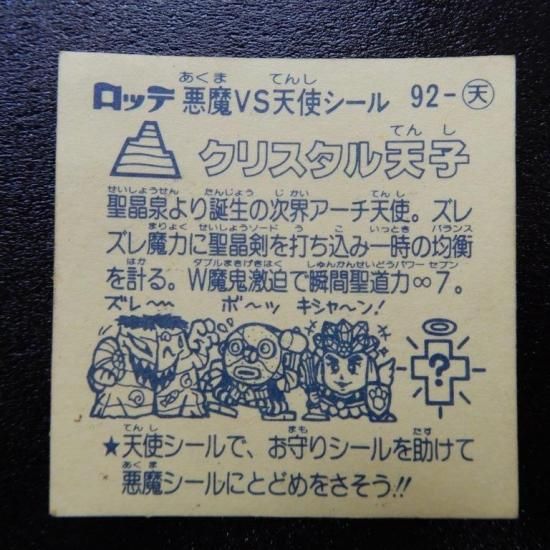 ロッテ 悪魔VS天使シール 92-天
クリスタル天子
聖晶泉より誕生の次界アーチ天使。ズレ
ズレ魔力に聖晶剣を打ち込み一時の均衡
を計る。W魔鬼激迫で瞬間聖道力∞7。
ズレ〜 ボ〜ッ キシャ〜ン!
?
★天使シールで、お守りシールを助けて
悪魔シールにとどめをさそう!!